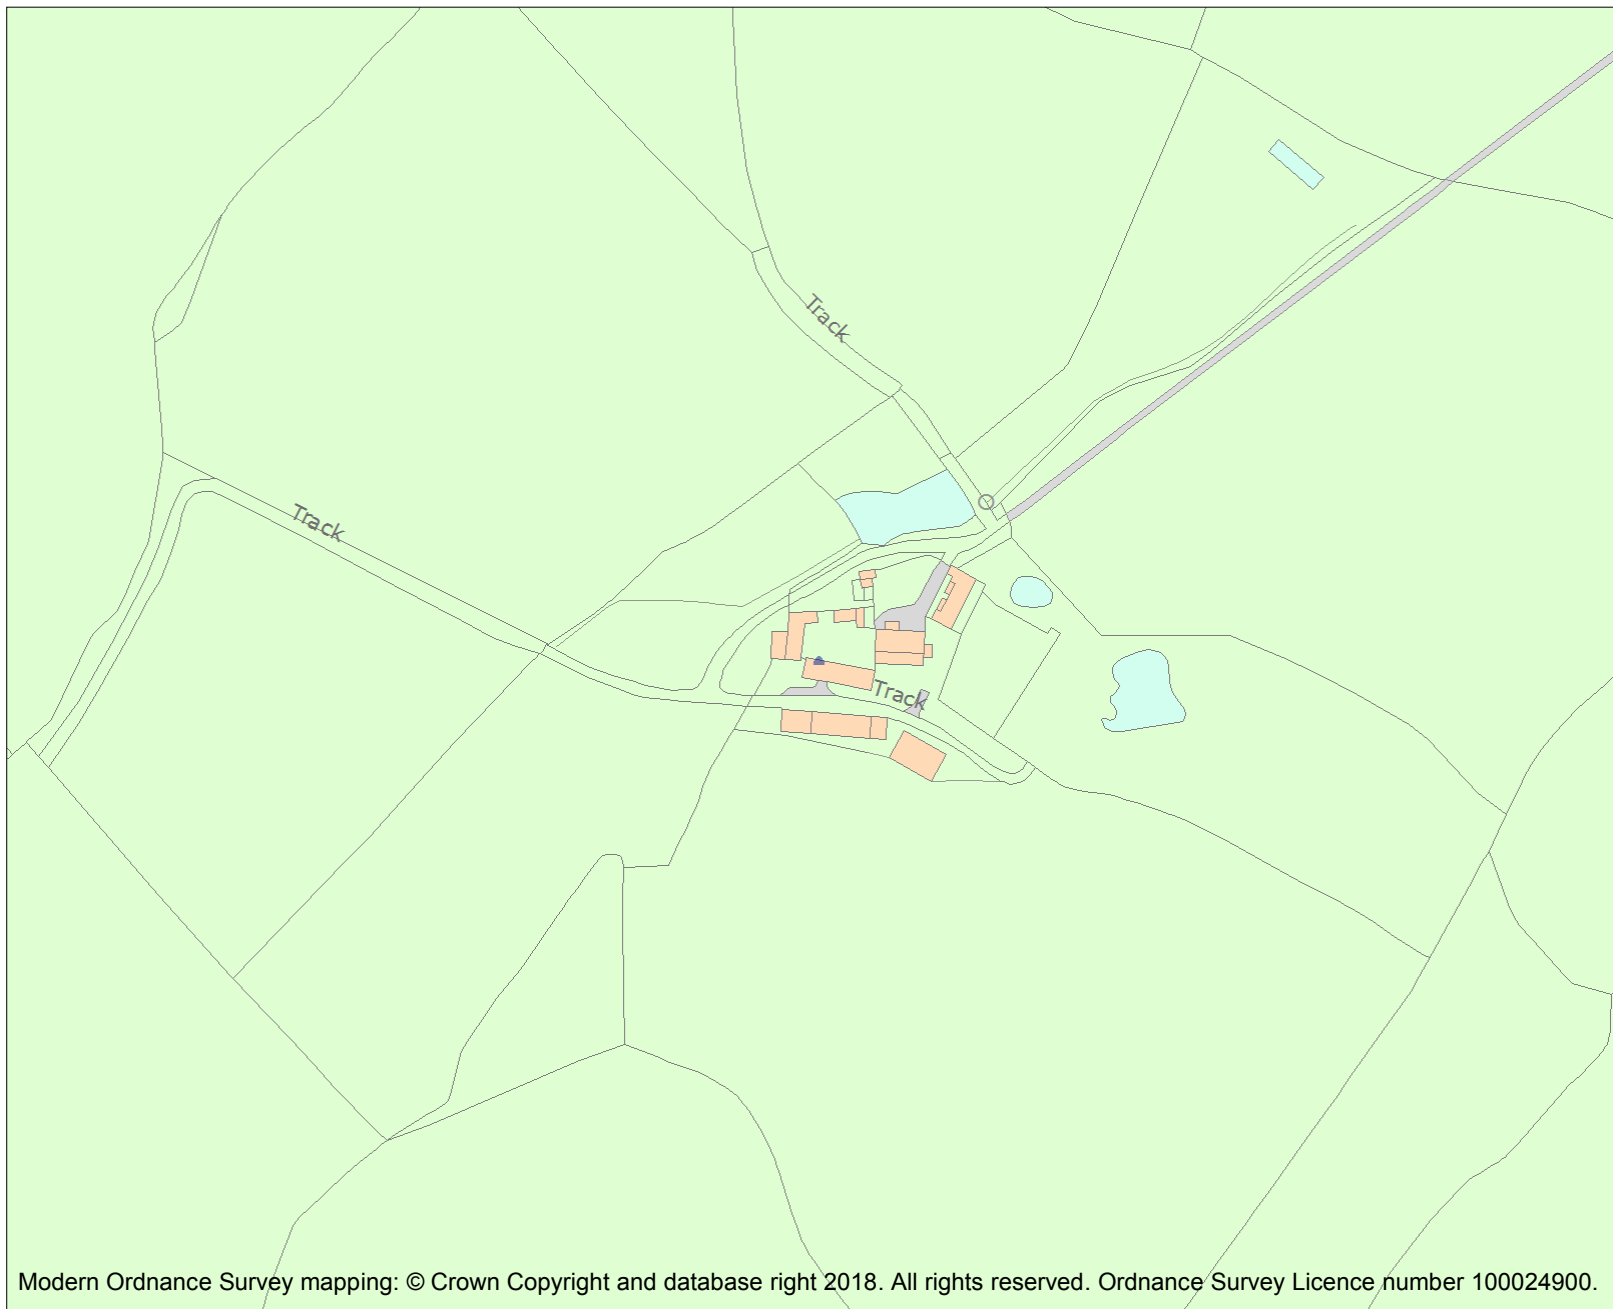 Track
Track
Track
Modern Ordnance Survey mapping: © Crown Copyright and database right 2018. All rights reserved. Ordnance Survey Licence number 100024900.